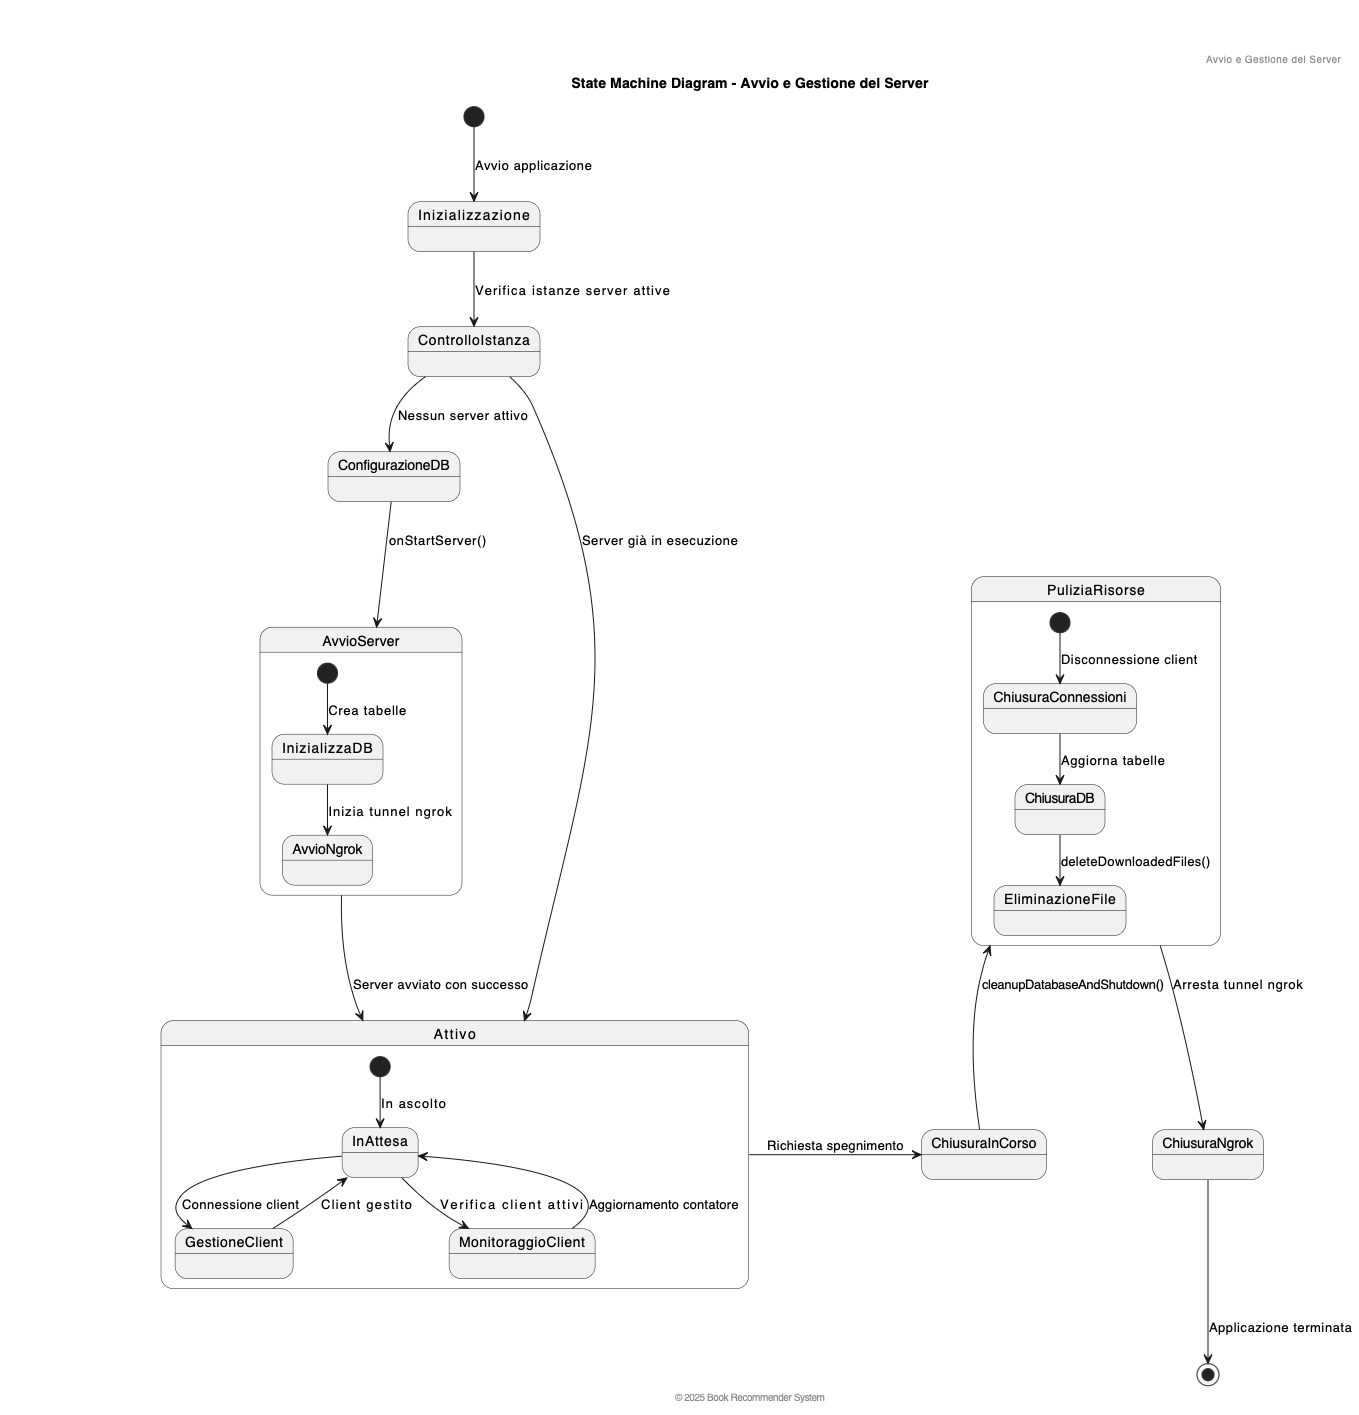 Avvio e Gestione del Server
State Machine Diagram - Avvio e Gestione del Server
Avvio applicazione
Inizializzazione
Verifica istanze server attive
ControlloIstanza
Nessun server attivo
ConfigurazioneDB
onStartServer()
Server già in esecuzione
AvvioServer
Crea tabelle
InizializzaDB
Inizia tunnel ngrok
AvvioNgrok
Server avviato con successo
Attivo
In ascolto
InAttesa
Connessione client
Client gestito
Verifica client attivi
Aggiornamento contatore
GestioneClient
MonitoraggioClient
Richiesta spegnimento
ChiusuraInCorso
cleanupDatabaseAndShutdown()
PuliziaRisorse
Disconnessione client
ChiusuraConnessioni
Aggiorna tabelle
ChiusuraDB
deleteDownloadedFiles()
EliminazioneFile
Arresta tunnel ngrok
ChiusuraNgrok
Applicazione terminata
© 2025 Book Recommender System